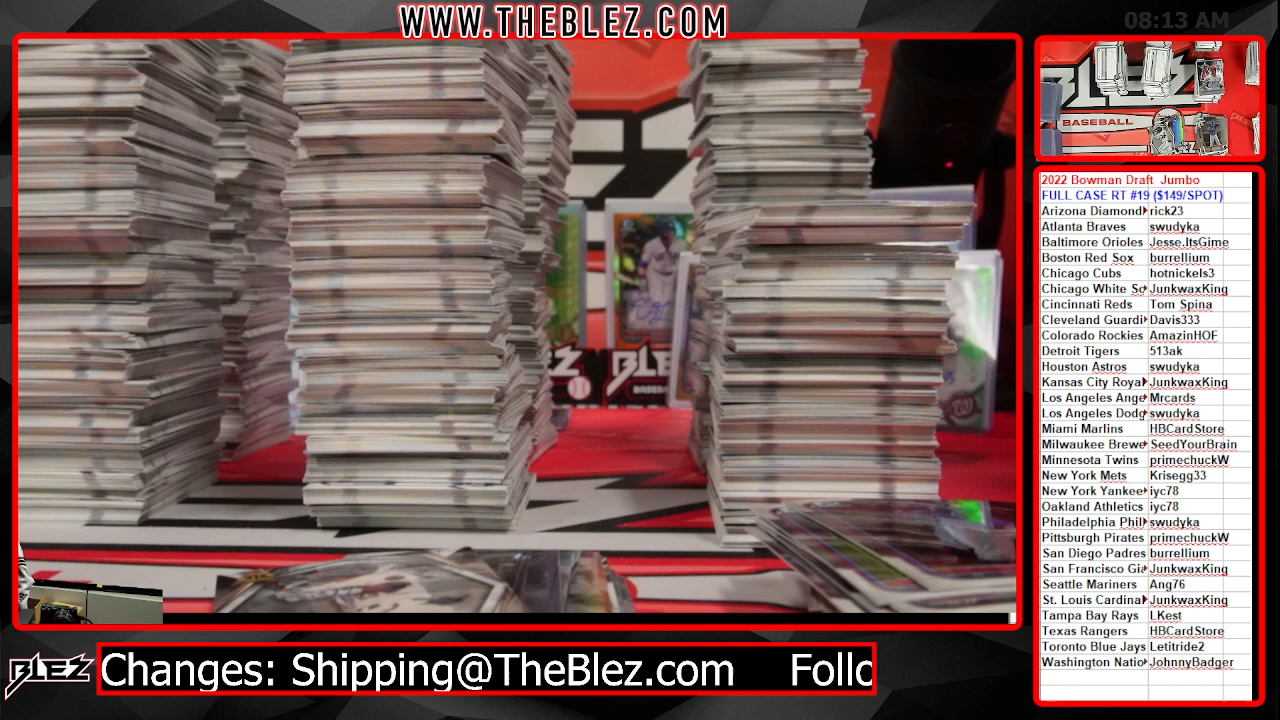 WWW.THEBLEZ.COM
08:13 AM
BLEZ
BASEBALL
2022 Bowman Draft Jumbo
FULL CASE RT #19 ($149/SPOT)
Arizona Diamond rick23
Atlanta Braves swudyka
Baltimore Orioles Jesse.ItsGime
Boston Red Sox burrellium
Chicago Cubs hotnickels3
Chicago White So JunkwaxKing
Cincinnati Reds Tom Spina
Cleveland Guardi Davis333
Colorado Rockies AmazinHOF
Detroit Tigers 513ak
Houston Astros swudyka
Kansas City Royal JunkwaxKing
Los Angeles Ange Mrcards
Los Angeles Dodg swudyka
Miami Marlins HBCardStore
Milwaukee Brewe SeedYourBrain
Minnesota Twins primechuckW
New York Mets Krisegg33
New York Yankee iyc78
Oakland Athletics iyc78
Philadelphia Phil swudyka
Pittsburgh Pirates primechuckW
San Diego Padres burrellium
San Francisco Gia JunkwaxKing
Seattle Mariners Ang76
St. Louis Cardinal JunkwaxKing
Tampa Bay Rays LKest
Texas Rangers HBCardStore
Toronto Blue Jays Letitride2
Washington Natio JohnnyBadger
BLEZ
Changes: Shipping@TheBlez.com Follo